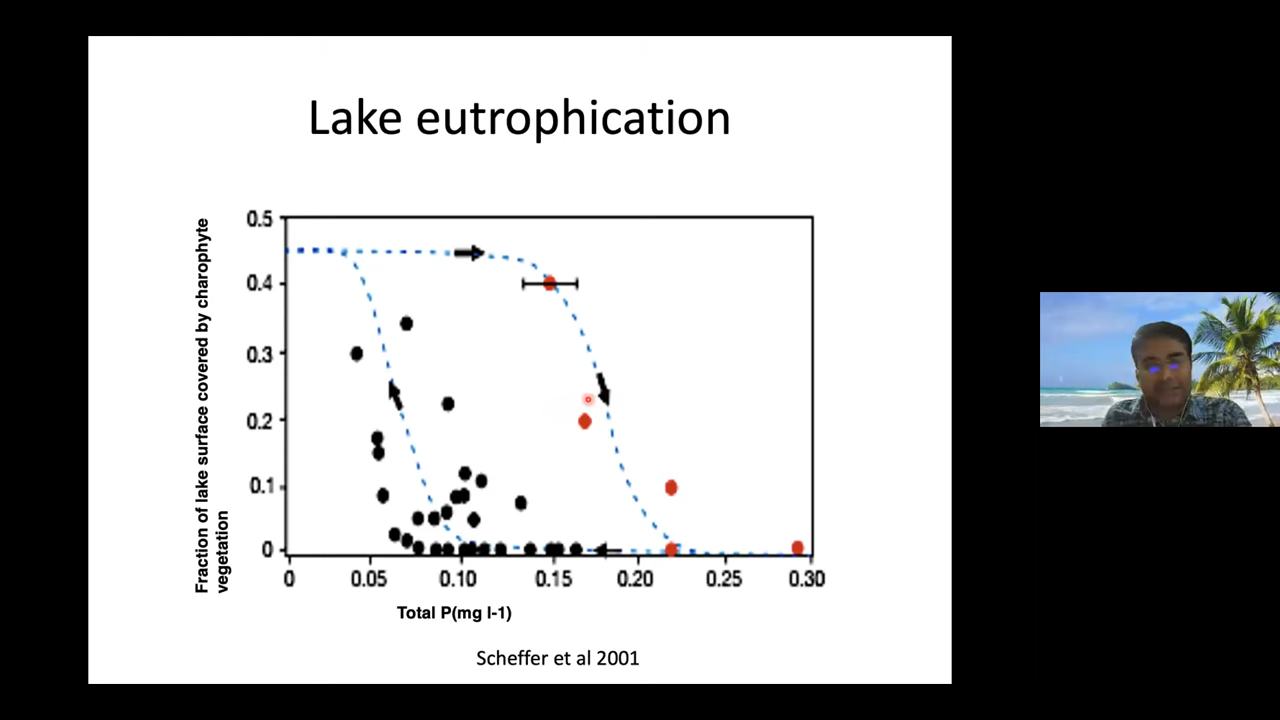 Lake eutrophication
Fraction of lake surface covered by charophyte
vegetation
0.5
0.4
0.3
0.2
0.1
0
0 0.05 0.10 0.15 0.20 0.25 0.30
Total P(mg l-1)
Scheffer et al 2001